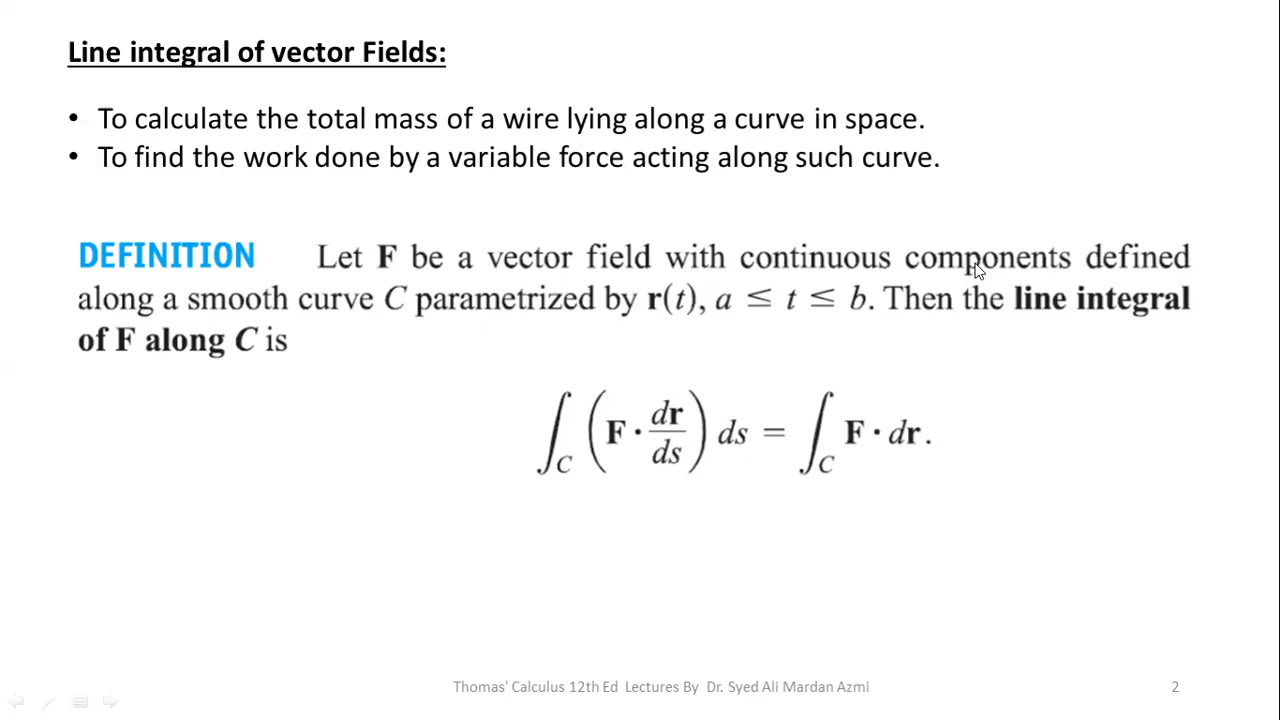 Line integral of vector Fields:
• To calculate the total mass of a wire lying along a curve in space.
• To find the work done by a variable force acting along such curve.
DEFINITION Let F be a vector field with continuous components defined
along a smooth curve C parametrized by r(t), a ≤ t ≤ b. Then the line integral
of F along C is
∫_C (F · dr/ds) ds = ∫_C F · dr.
Thomas' Calculus 12th Ed Lectures By Dr. Syed Ali Mardan Azmi
2